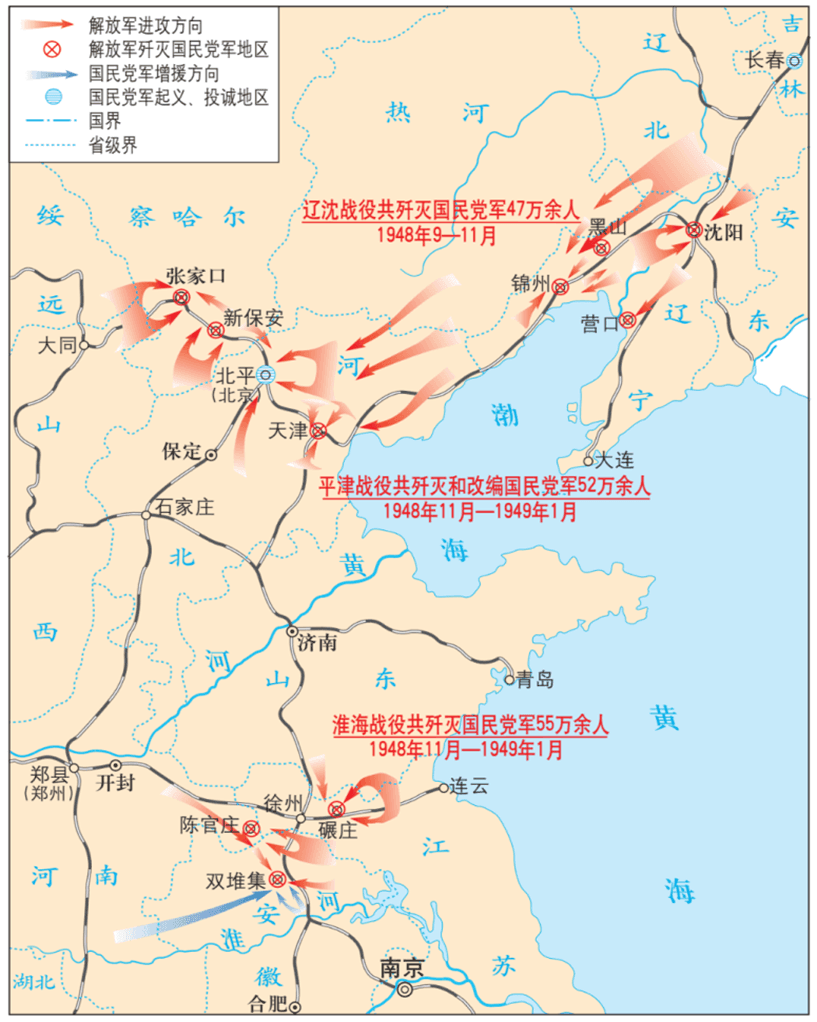 解放军进攻方向
解放军歼灭国民党军地区
国民党军增援方向
国民党军起义、投诚地区
国界
省级界
吉
林
长春
辽
北
热河
安
东
绥
远
察哈尔
辽沈战役共歼灭国民党军47万余人
1948年9—11月
黑山
沈阳
锦州
营口
辽
宁
张家口
新保安
大同
北平
(北京)
河
天津
渤
山
保定
大连
平津战役共歼灭和改编国民党军52万余人
1948年11月—1949年1月
石家庄
海
北
黄
西
河
济南
山东
青岛
黄
淮海战役共歼灭国民党军55万余人
1948年11月—1949年1月
郑县
(郑州)
开封
连云
徐州
陈官庄
碾庄
江
河南
双堆集
海
安
河
淮
徽
湖北
南京
苏
合肥